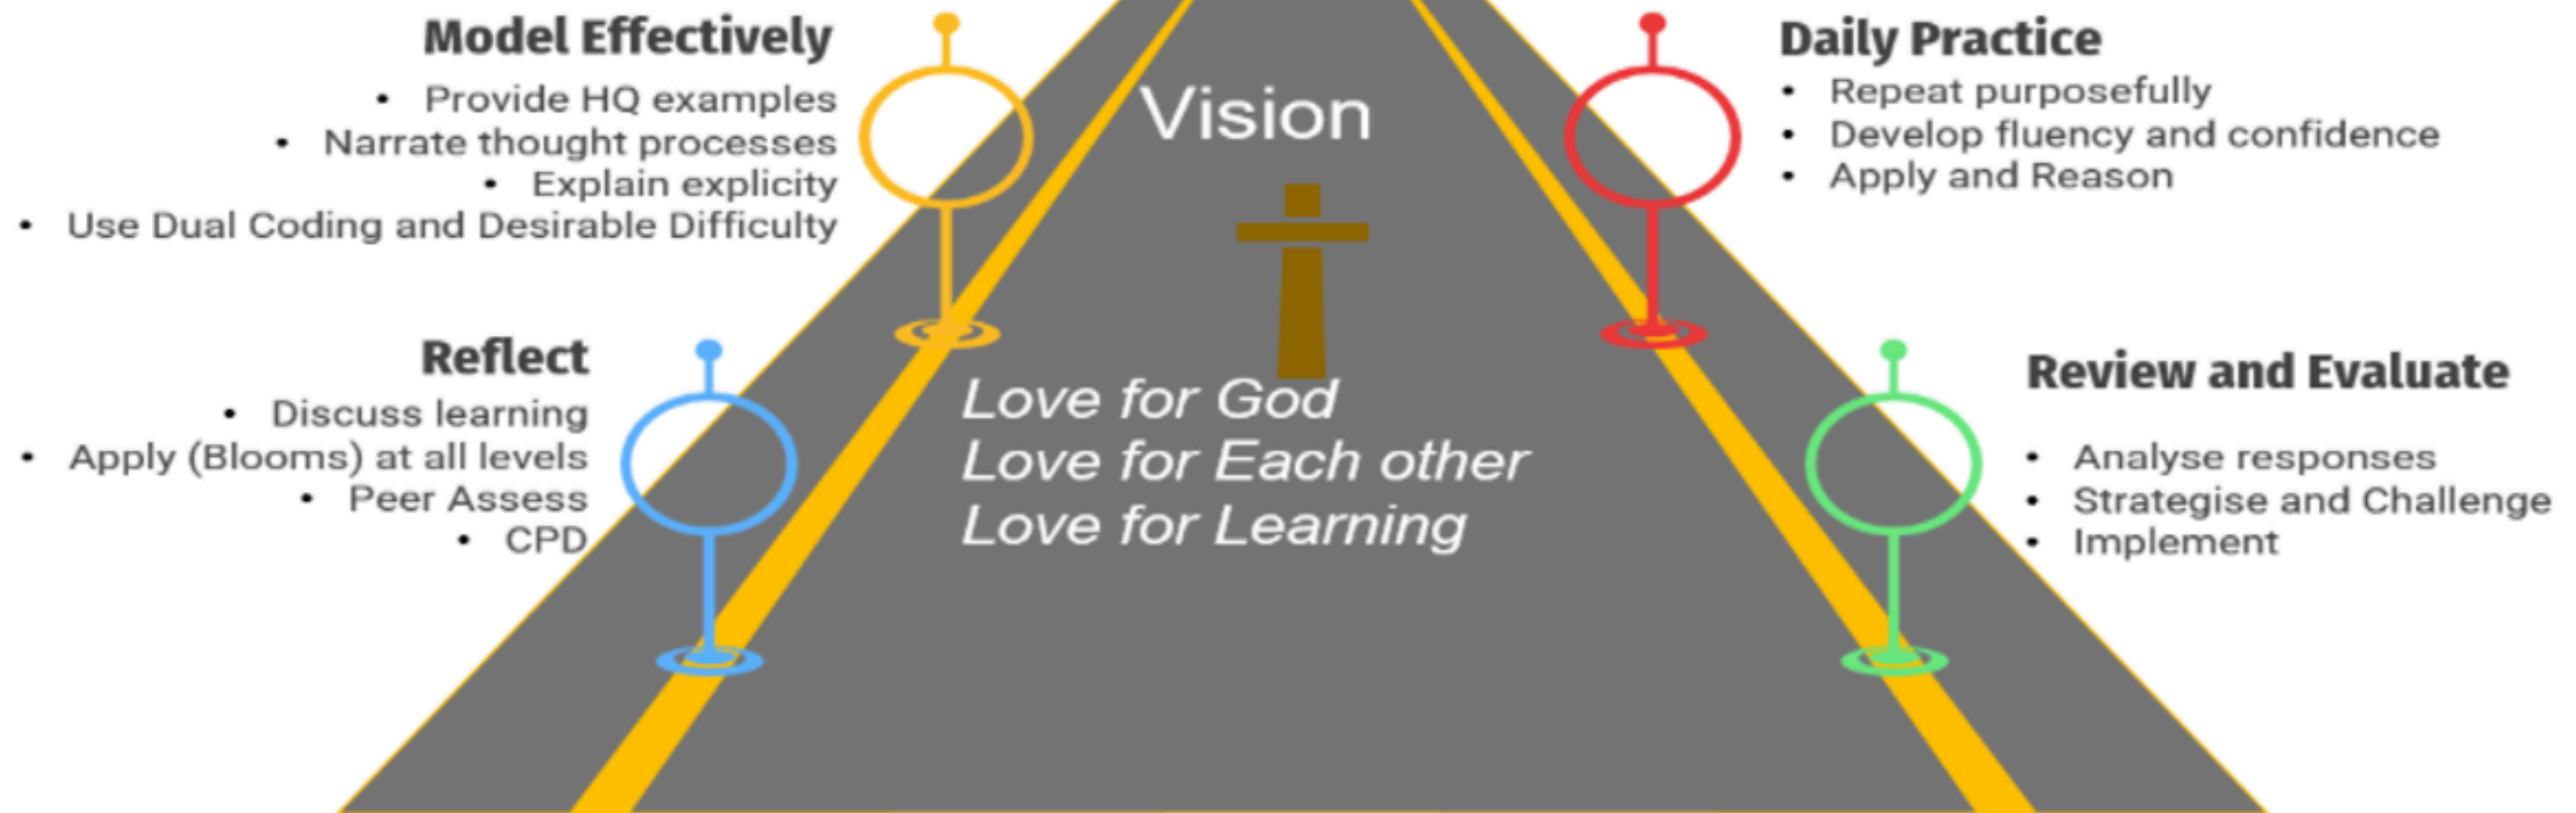 Model Effectively
• Provide HQ examples
• Narrate thought processes
• Explain explicity
• Use Dual Coding and Desirable Difficulty
Reflect
• Discuss learning
• Apply (Blooms) at all levels
• Peer Assess
• CPD
Vision
Love for God
Love for Each other
Love for Learning
Daily Practice
• Repeat purposefully
• Develop fluency and confidence
• Apply and Reason
Review and Evaluate
• Analyse responses
• Strategise and Challenge
• Implement